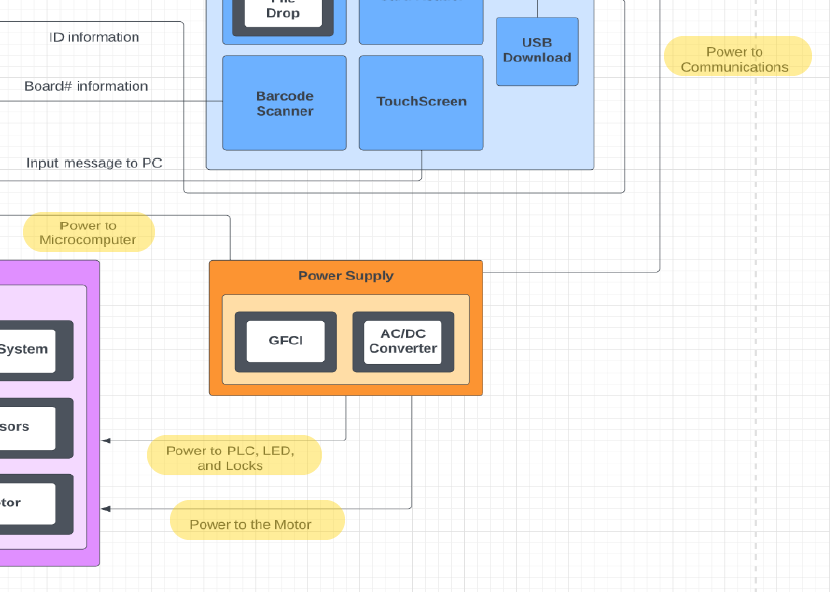 Drop
ID information
USB
Download
Power to
Communications
Board# information
Barcode
Scanner
TouchScreen
Input message to PC
Power to
Microcomputer
Power Supply
GFCI
AC/DC
Converter
System
sors
tor
Power to PLC, LED,
and Locks
Power to the Motor